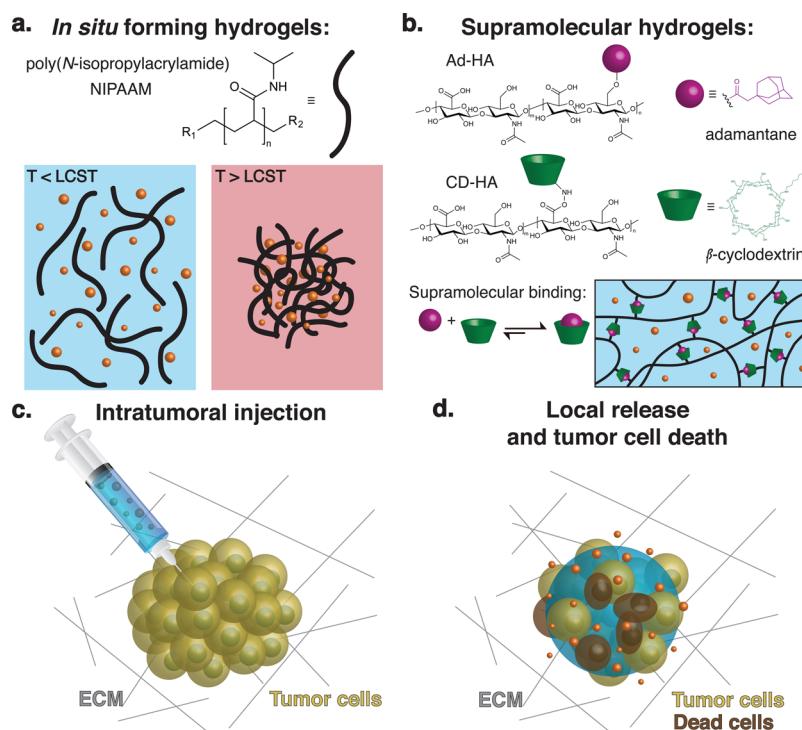 a. In situ forming hydrogels:
poly(N-isopropylacrylamide)
NIPAAM
O
N
H
≡
R1
R2
n
T < LCST
T > LCST
b. Supramolecular hydrogels:
Ad-HA
≡
adamantane
CD-HA
≡
β-cyclodextrin
Supramolecular binding:
+
c. Intratumoral injection
ECM
Tumor cells
d. Local release
and tumor cell death
ECM
Tumor cells
Dead cells